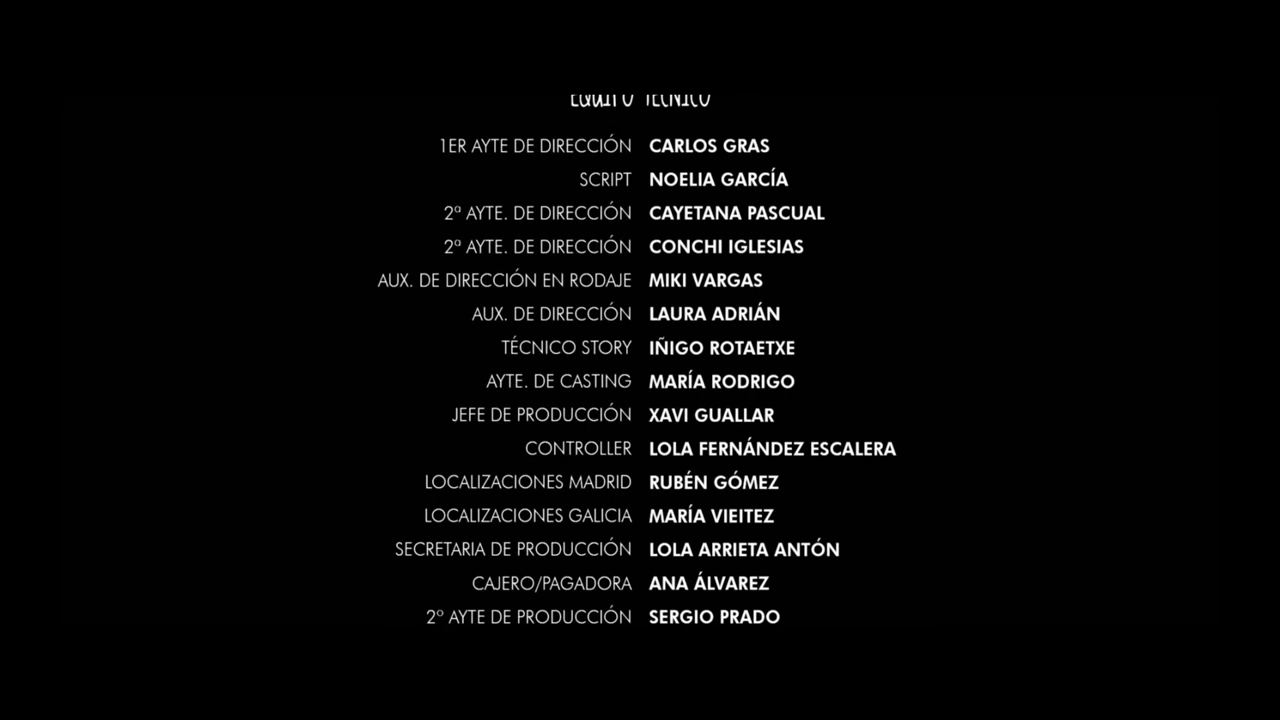 EQUIPO TÉCNICO
1ER AYTE DE DIRECCIÓN CARLOS GRAS
SCRIPT NOELIA GARCÍA
2ª AYTE. DE DIRECCIÓN CAYETANA PASCUAL
2ª AYTE. DE DIRECCIÓN CONCHI IGLESIAS
AUX. DE DIRECCIÓN EN RODAJE MIKI VARGAS
AUX. DE DIRECCIÓN LAURA ADRIÁN
TÉCNICO STORY IÑIGO ROTAETXE
AYTE. DE CASTING MARÍA RODRIGO
JEFE DE PRODUCCIÓN XAVI GUALLAR
CONTROLLER LOLA FERNÁNDEZ ESCALERA
LOCALIZACIONES MADRID RUBÉN GÓMEZ
LOCALIZACIONES GALICIA MARÍA VIEITEZ
SECRETARIA DE PRODUCCIÓN LOLA ARRIETA ANTÓN
CAJERO/PAGADORA ANA ÁLVAREZ
2º AYTE DE PRODUCCIÓN SERGIO PRADO